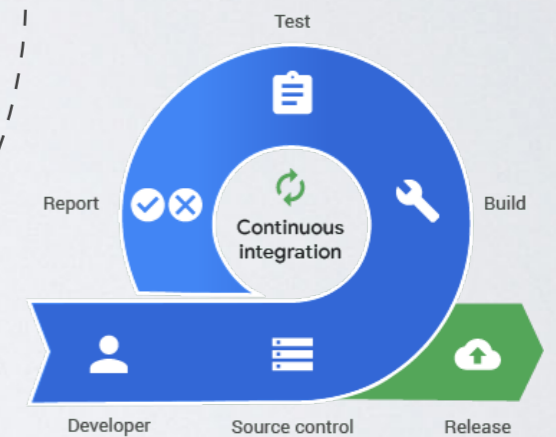 Test
Report
Build
Continuous
integration
Developer
Source control
Release